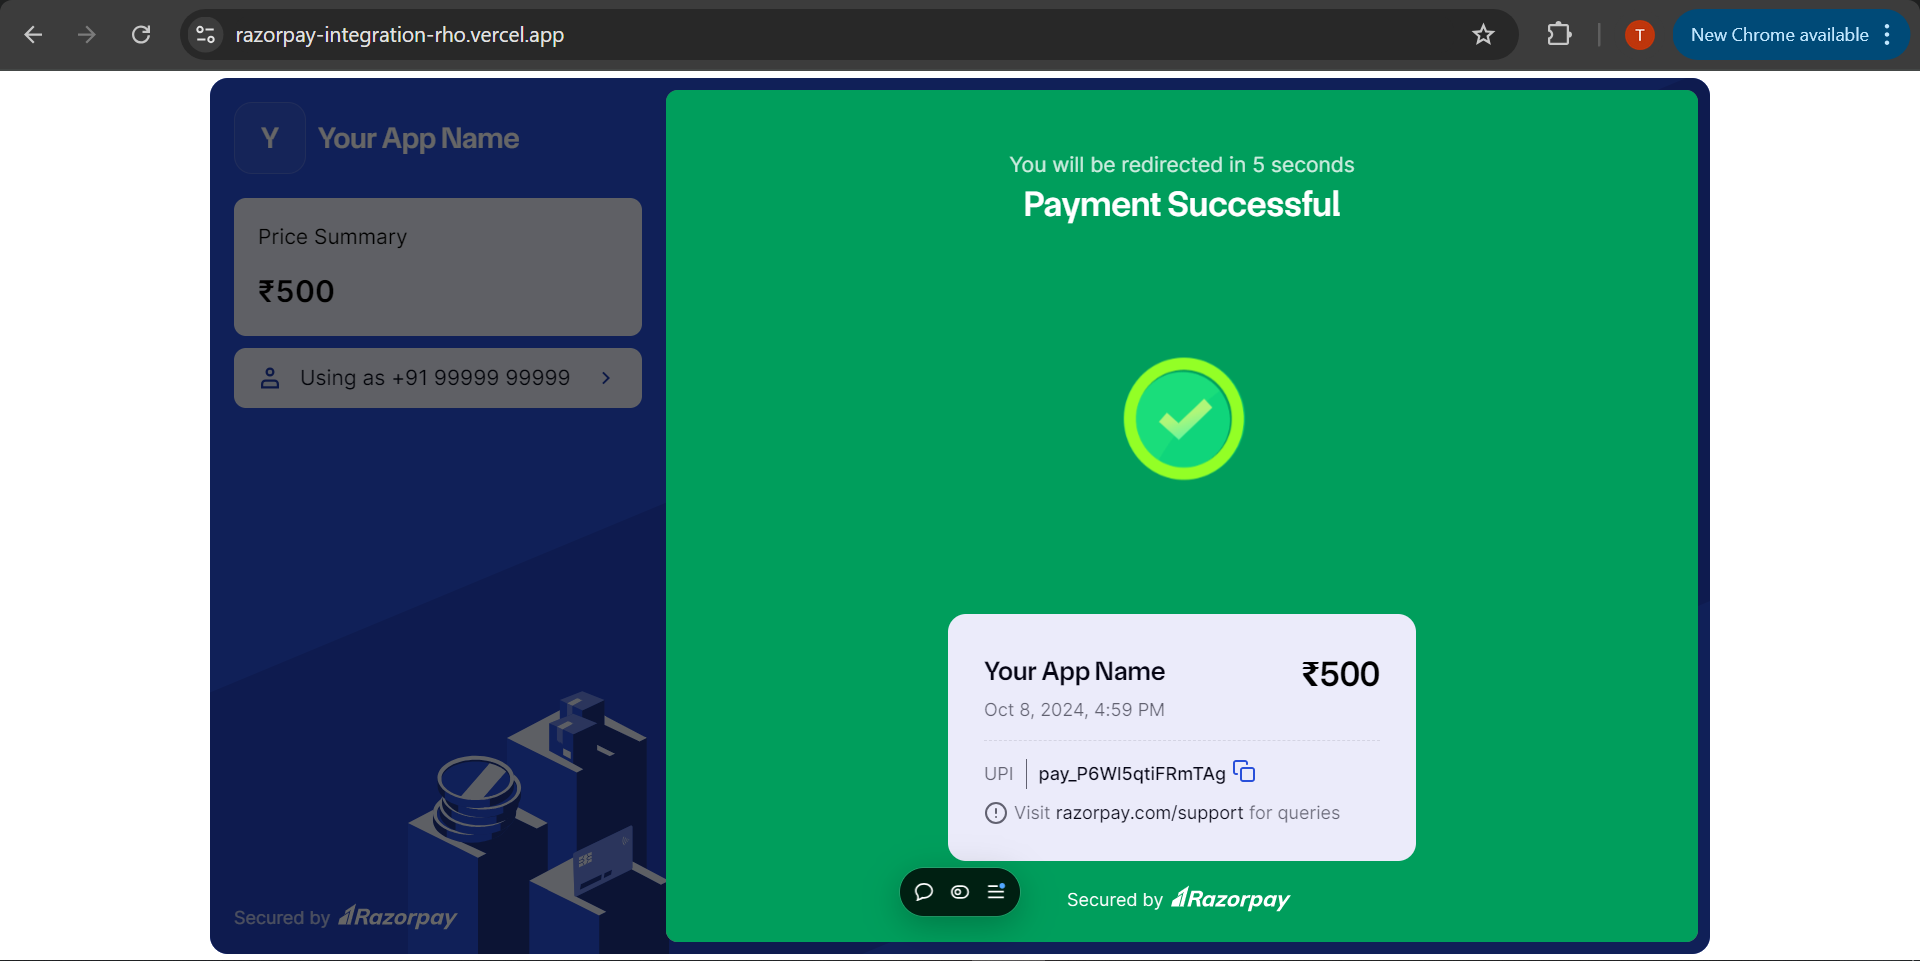 razorpay-integration-rho.vercel.app
T
New Chrome available
Y
Your App Name
Price Summary
₹500
Using as +91 99999 99999
Secured by Razorpay
You will be redirected in 5 seconds
Payment Successful
Your App Name
₹500
Oct 8, 2024, 4:59 PM
UPI
pay_P6Wl5qtiFRmTAg
Visit razorpay.com/support for queries
Secured by Razorpay